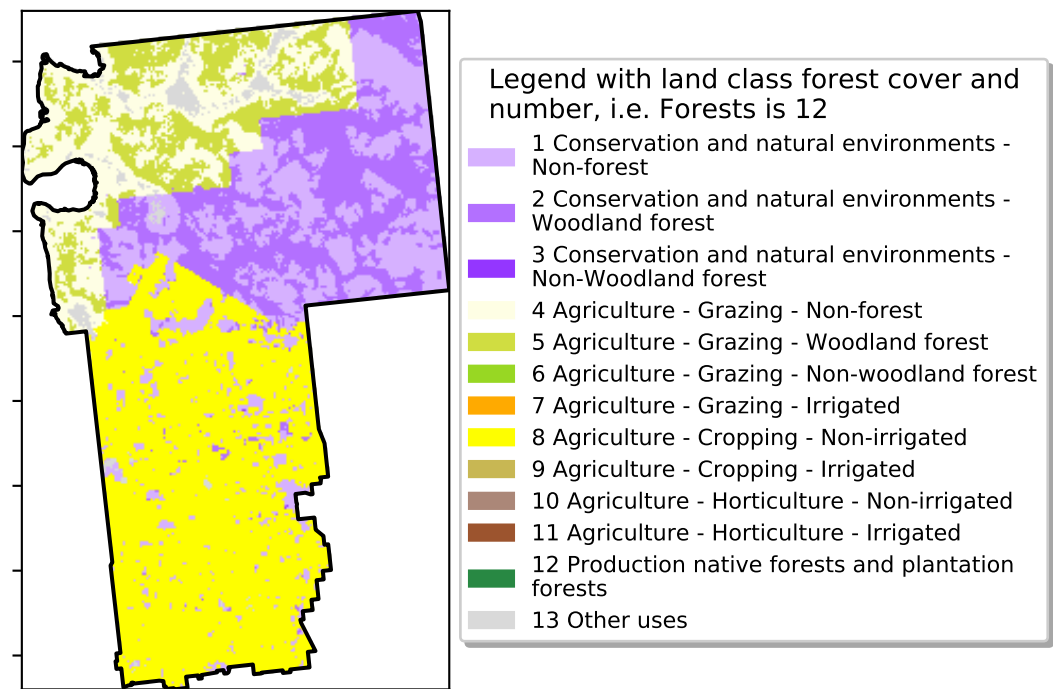 Legend with land class forest cover and
number, i.e. Forests is 12
1 Conservation and natural environments -
Non-forest
2 Conservation and natural environments -
Woodland forest
3 Conservation and natural environments -
Non-Woodland forest
4 Agriculture - Grazing - Non-forest
5 Agriculture - Grazing - Woodland forest
6 Agriculture - Grazing - Non-woodland forest
7 Agriculture - Grazing - Irrigated
8 Agriculture - Cropping - Non-irrigated
9 Agriculture - Cropping - Irrigated
10 Agriculture - Horticulture - Non-irrigated
11 Agriculture - Horticulture - Irrigated
12 Production native forests and plantation
forests
13 Other uses